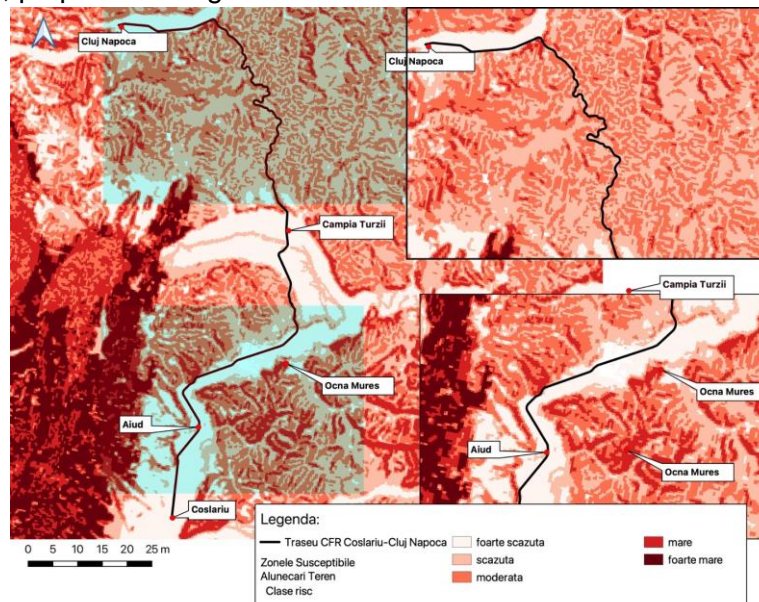 Cluj Napoca
Cluj Napoca
Campia Turzii
Campia Turzii
Ocna Mures
Ocna Mures
Aiud
Aiud
Ocna Mures
Coslariu
Legenda:
Traseu CFR Coslariu-Cluj Napoca
Zonele Susceptibile
Alunecari Teren
Clase risc
foarte scazuta
scazuta
moderata
mare
foarte mare
0 5 10 15 20 25 m